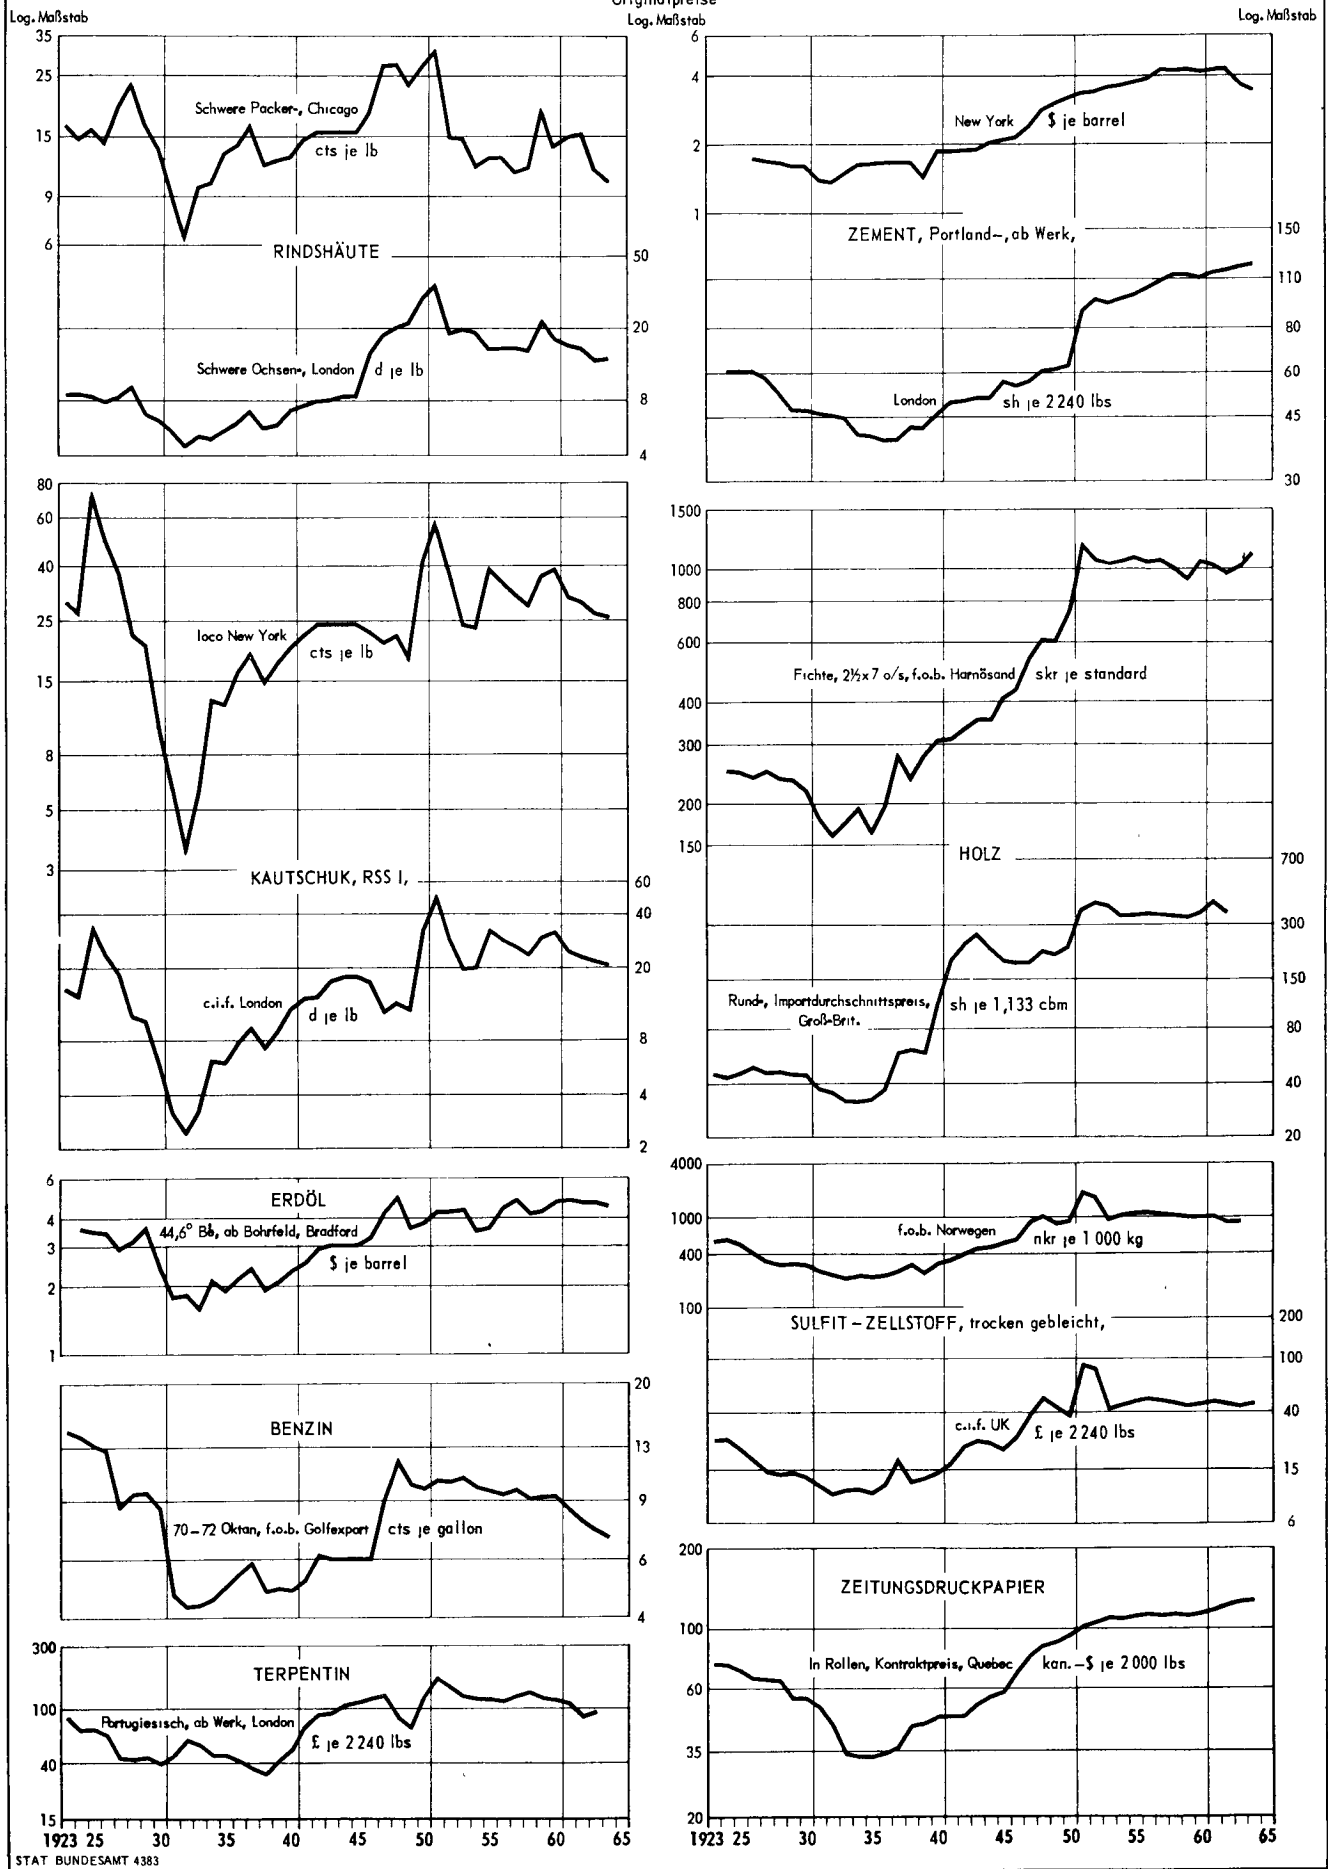 Originalpreise
Log. Maßstab
Log. Maßstab
Log. Maßstab
35
25
15
9
6
Schwere Packer-, Chicago
cts je lb
RINDSHÄUTE
50
20
8
4
Schwere Ochsen-, London d je lb
80
60
40
25
15
8
5
3
loco New York
cts je lb
KAUTSCHUK, RSS I,
60
40
20
8
4
2
c.i.f. London
d je lb
6
4
3
2
1
ERDÖL
44,6° Bé, ab Bohrfeld, Bradford
$ je barrel
20
13
9
6
4
BENZIN
70–72 Oktan, f.o.b. Golfexport cts je gallon
300
100
40
15
TERPENTIN
Portugiesisch, ab Werk, London
£ je 2240 lbs
1923 25 30 35 40 45 50 55 60 65
STAT BUNDESAMT 4383
6
4
2
1
New York $ je barrel
ZEMENT, Portland–, ab Werk,
150
110
80
60
45
30
London sh je 2240 lbs
1500
1000
800
600
400
300
200
150
Fichte, 2½x7 o/s, f.o.b. Harnösand skr je standard
HOLZ
700
300
150
80
40
20
Rund-, Importdurchschnittspreis, sh je 1,133 cbm
Groß-Brit.
4000
1000
400
100
f.o.b. Norwegen
nkr je 1000 kg
SULFIT – ZELLSTOFF, trocken gebleicht,
200
100
40
15
6
c.i.f. UK
£ je 2240 lbs
200
100
60
35
20
ZEITUNGSDRUCKPAPIER
In Rollen, Kontraktpreis, Quebec kan.–$ je 2000 lbs
1923 25 30 35 40 45 50 55 60 65